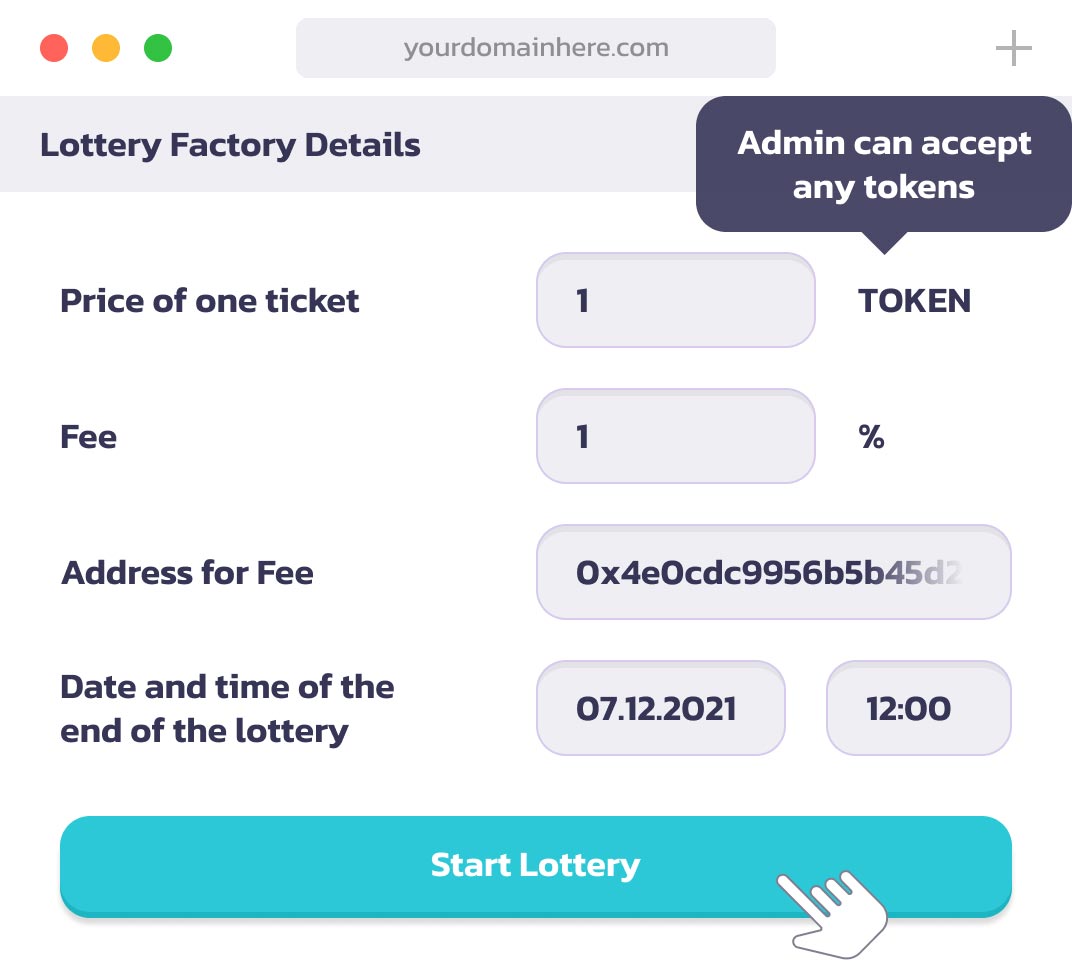 yourdomainhere.com
Lottery Factory Details
Admin can accept
any tokens
Price of one ticket 1 TOKEN
Fee 1 %
Address for Fee 0x4e0cdc9956b5b45d2
Date and time of the
end of the lottery
07.12.2021 12:00
Start Lottery